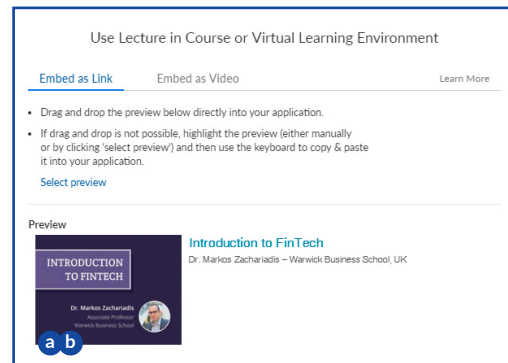 Use Lecture in Course or Virtual Learning Environment
Embed as Link Embed as Video Learn More
• Drag and drop the preview below directly into your application.
• If drag and drop is not possible, highlight the preview (either manually
or by clicking 'select preview') and then use the keyboard to copy & paste
it into your application.
Select preview
Preview
INTRODUCTION
TO FINTECH
Dr. Markos Zachariadis
Associate Professor
Warwick Business School
a b
Introduction to FinTech
Dr. Markos Zachariadis – Warwick Business School, UK